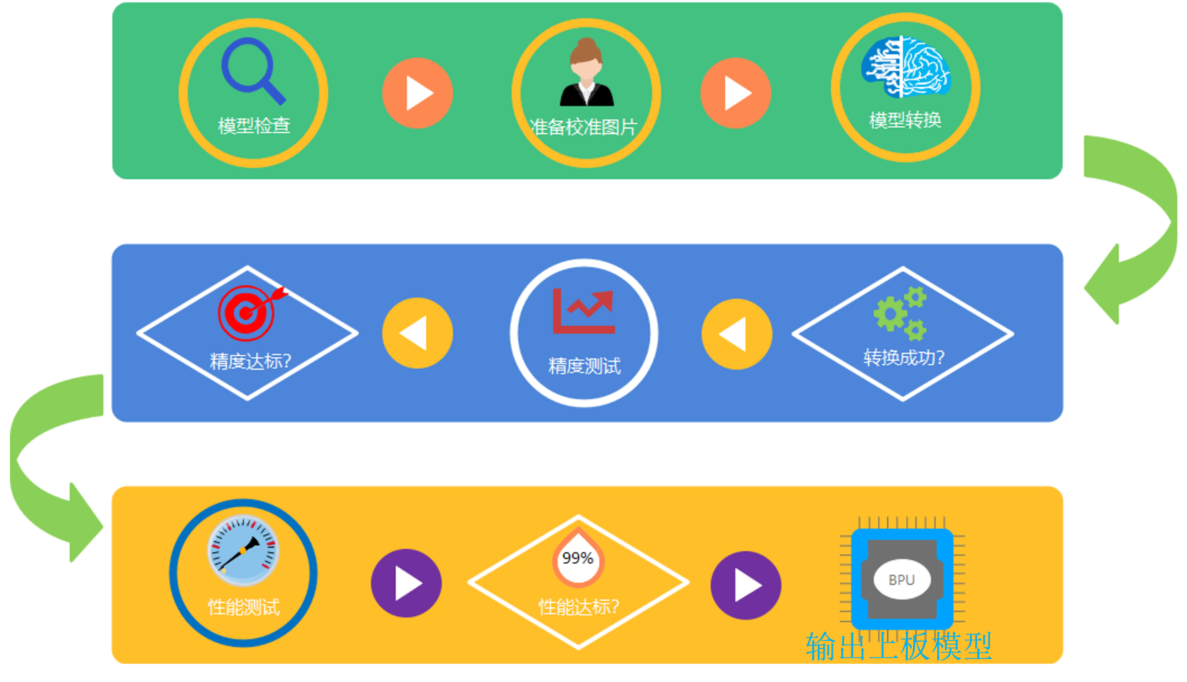 模型检查
准备校准图片
模型转换
转换成功?
精度测试
精度达标?
性能测试
99%
性能达标?
BPU
输出上板模型